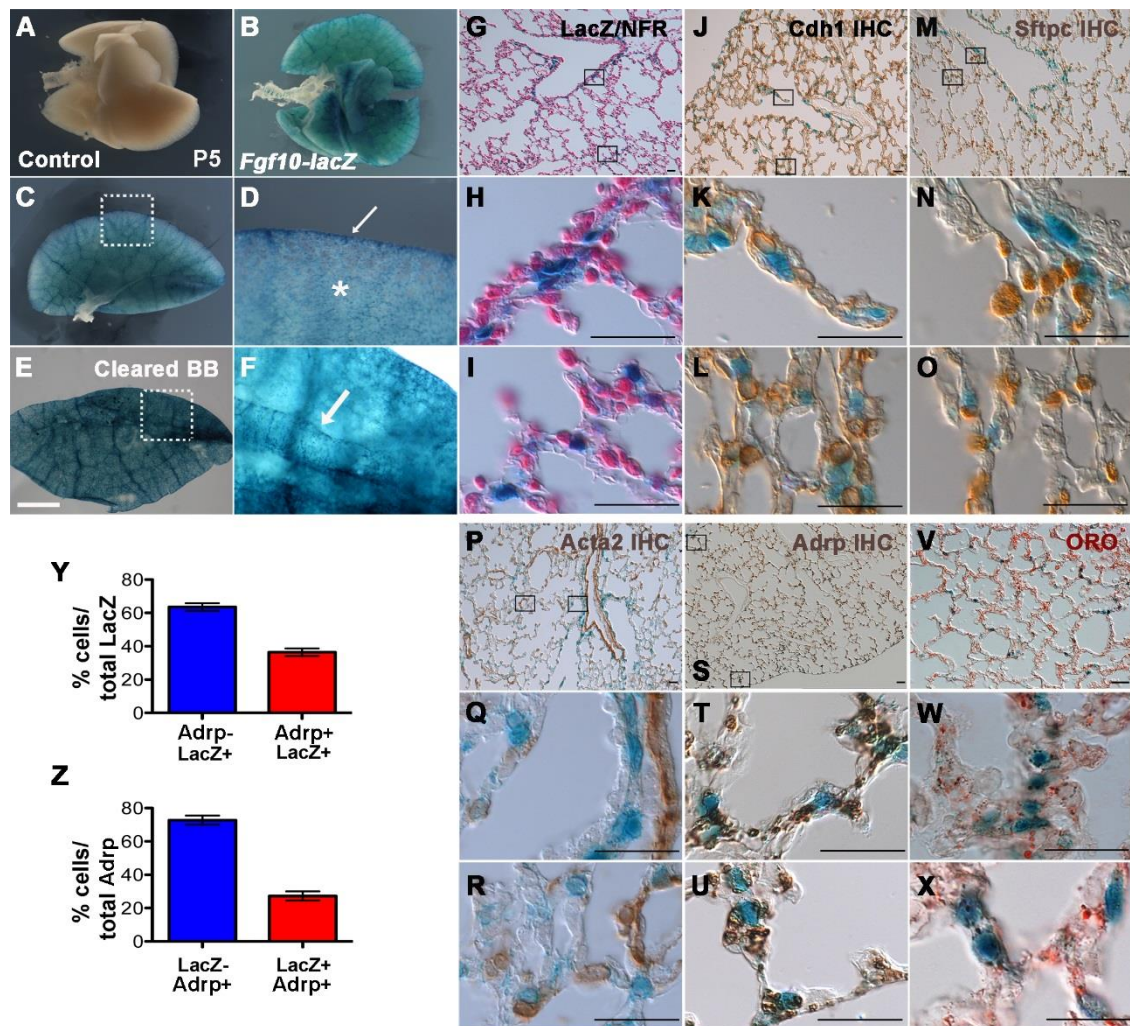 A
Control
P5
B
Fgf10-lacZ
G
LacZ/NFR
J
Cdh1 IHC
M
Sftpc IHC
C
D
*
H
K
N
E
Cleared BB
F
I
L
O
P
Acta2 IHC
S
Adrp IHC
V
ORO
Q
T
W
R
U
X
Y
% cells/
total LacZ
80
60
40
20
0
Adrp-
LacZ+
Adrp+
LacZ+
Z
% cells/
total Adrp
80
60
40
20
0
LacZ-
Adrp+
LacZ+
Adrp+